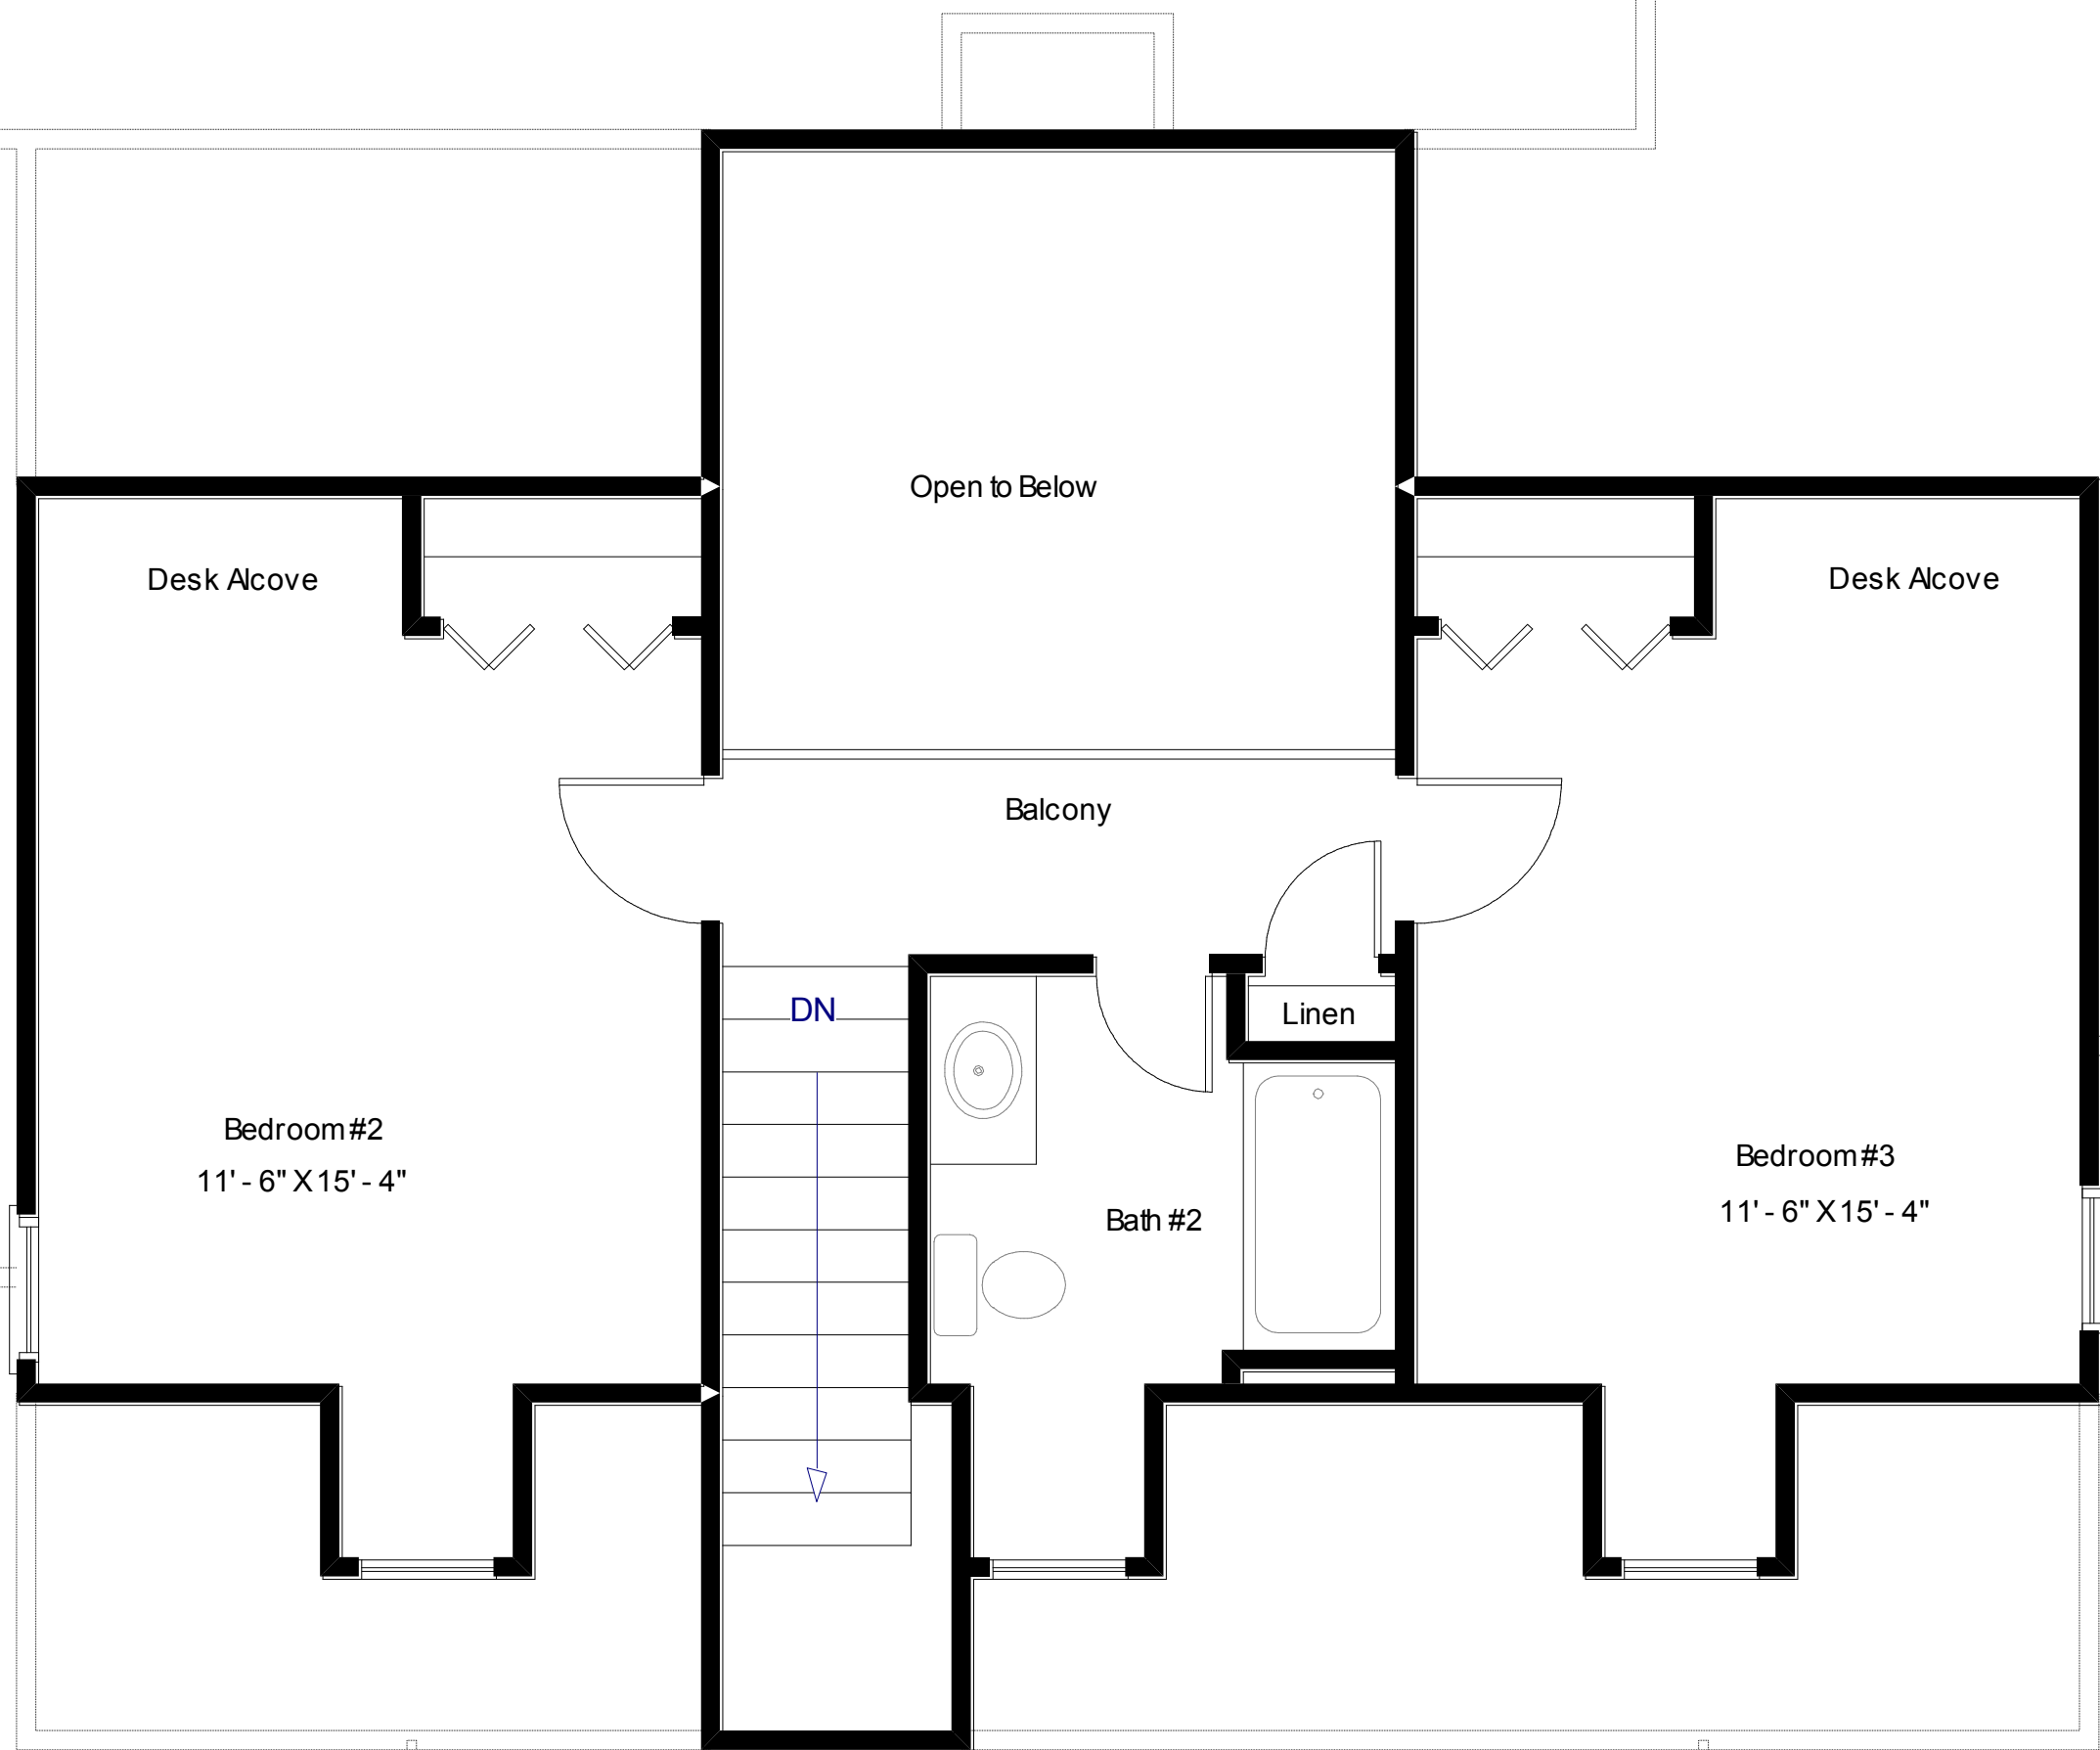 Open to Below
Desk Alcove
Desk Alcove
Balcony
DN
Linen
Bedroom #2
11' - 6" X 15' - 4"
Bedroom #3
11' - 6" X 15' - 4"
Bath #2